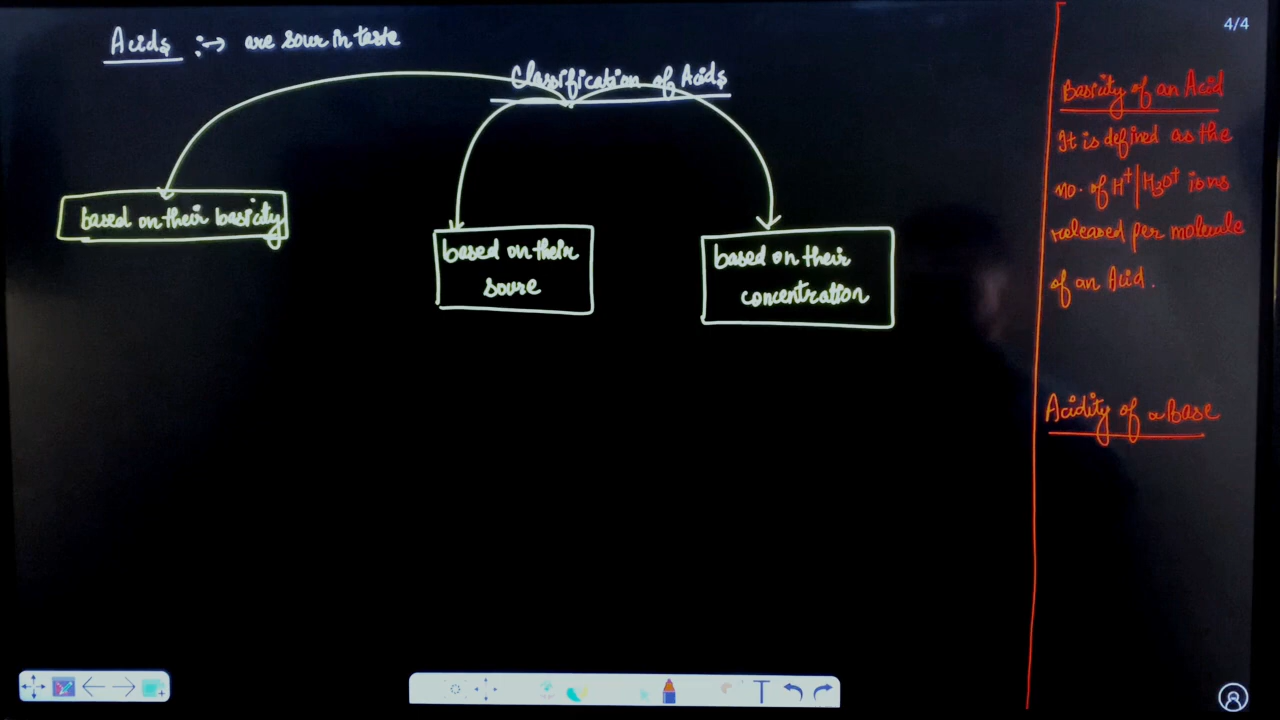 Acids :→ are sour in taste
Classification of Acids
based on their basicity
based on their
soure
based on their
concentration
4/4
Basicity of an Acid
It is defined as the
no. of H⁺|H₃O⁺ ions
released per molecule
of an Acid.
Acidity of a Base
T